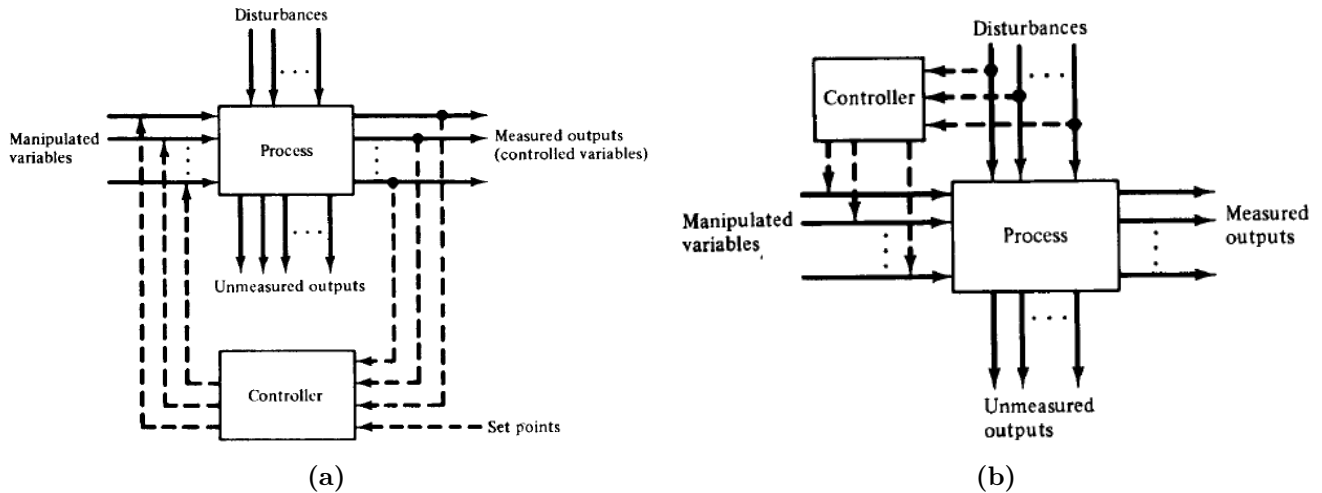 Disturbances
Manipulated
variables
Process
Measured outputs
(controlled variables)
Unmeasured outputs
Controller
Set points
(a)
Disturbances
Controller
Manipulated
variables
Process
Measured
outputs
Unmeasured
outputs
(b)